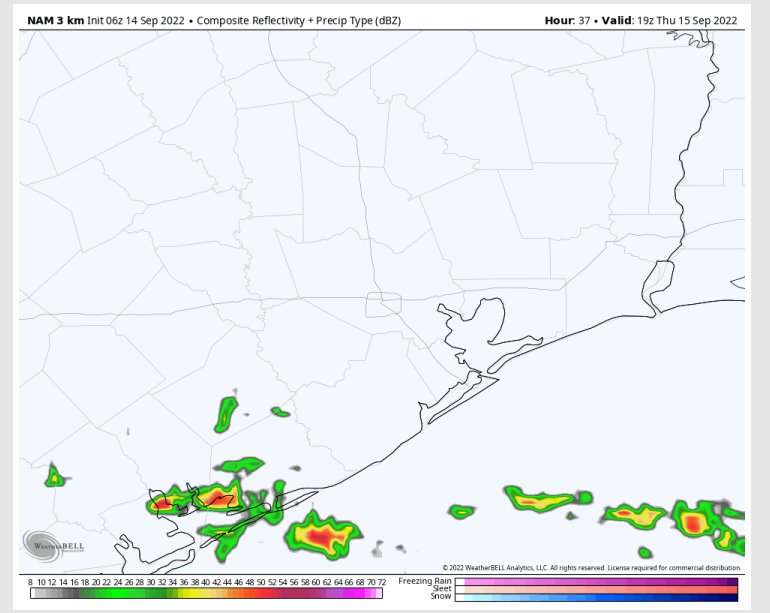 NAM 3 km Init 06z 14 Sep 2022 • Composite Reflectivity + Precip Type (dBZ)
Hour: 37 • Valid: 19z Thu 15 Sep 2022
WEATHERBELL
© 2022 WeatherBELL Analytics, LLC. All rights reserved. License required for commercial distribution.
8 10 12 14 16 18 20 22 24 26 28 30 32 34 36 38 40 42 44 46 48 50 52 54 56 58 60 62 64 66 68 70 72
Freezing Rain
Sleet
Snow